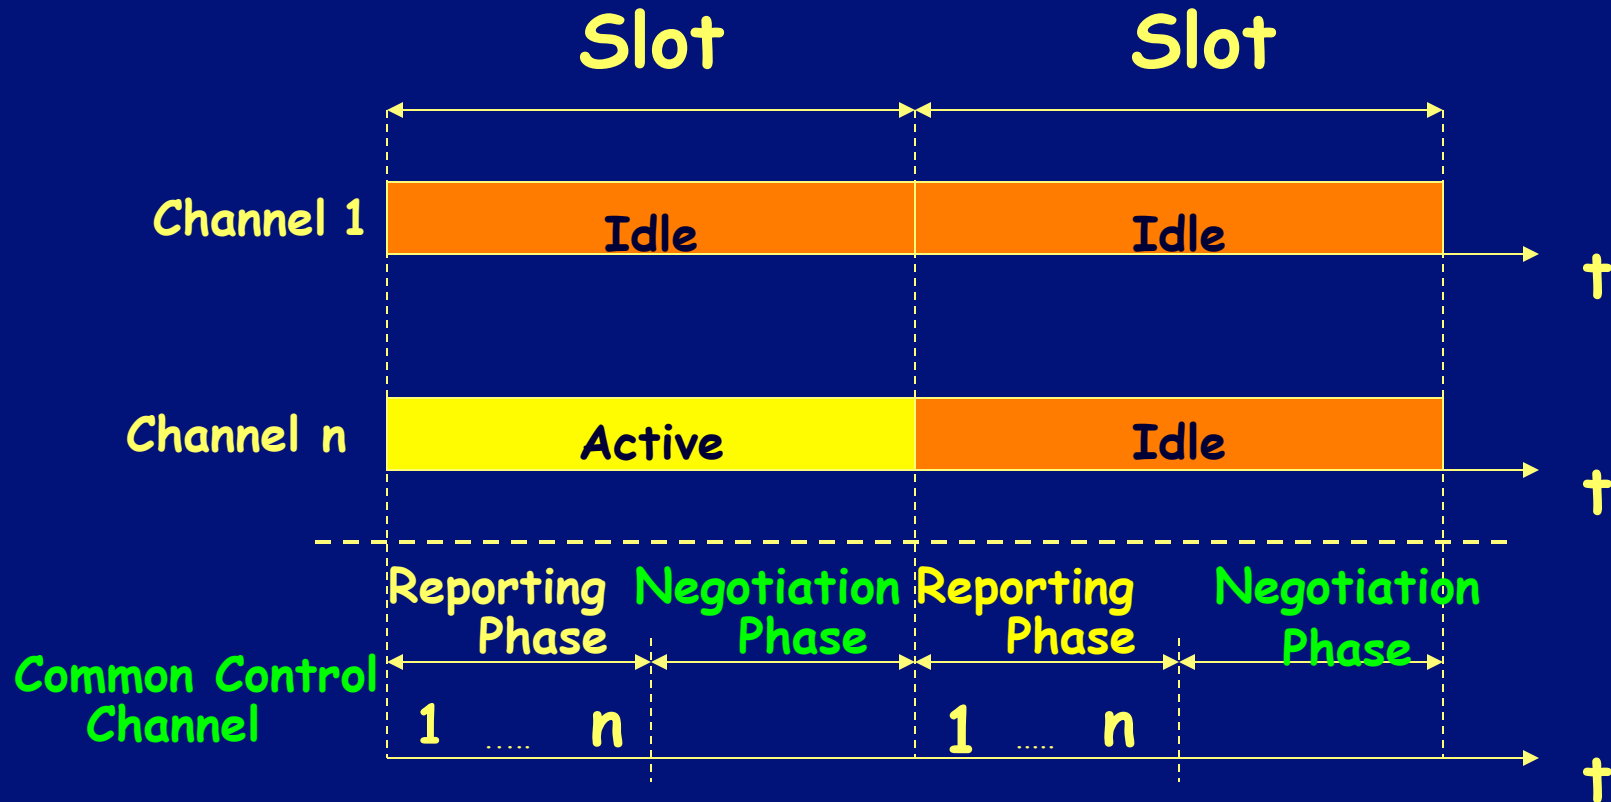 Slot Slot
Channel 1 Idle Idle
t
Channel n Active Idle
t
Reporting Negotiation Reporting Negotiation
Phase Phase Phase Phase
Common Control
Channel
1 ..... n 1 ..... n
t